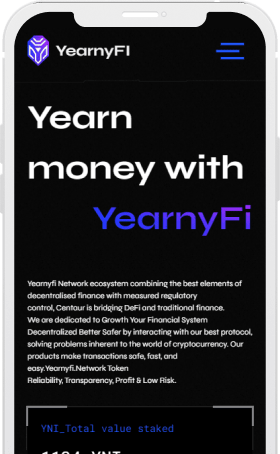 YearnyFI
Yearn
money with
YearnyFi
Yearnyfi Network ecosystem combining the best elements of
decentralised finance with measured regulatory
control, Centour is bridging DeFi and traditional finance.
We are dedicated to Growth Your Financial System
Decentralized Better Safer by interacting with our best protocol,
solving problems inherent to the world of cryptocurrency. Our
products make transactions safe, fast, and
easy.Yearnyfi.Network Token
Reliability, Transparency, Profit & Low Risk.
YNI_Total value staked